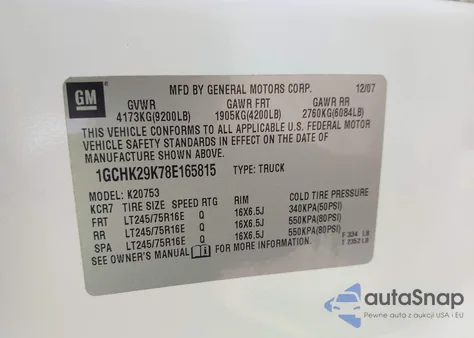 GM
MFD BY GENERAL MOTORS CORP. 12/07
GVWR GAWR FRT GAWR RR
4173KG(9200LB) 1905KG(4200LB) 2760KG(6084LB)
THIS VEHICLE CONFORMS TO ALL APPLICABLE U.S. FEDERAL MOTOR
VEHICLE SAFETY STANDARDS IN EFFECT ON THE DATE OF
MANUFACTURE SHOWN ABOVE.
1GCHK29K78E165815 TYPE: TRUCK
MODEL: K20753
KCR7 TIRE SIZE SPEED RTG RIM COLD TIRE PRESSURE
FRT LT245/75R16E Q 16X6.5J 340KPA(50PSI)
RR LT245/75R16E Q 16X6.5J 550KPA(80PSI)
SPA LT245/75R16E Q 16X6.5J 550KPA(80PSI)
SEE OWNER'S MANUAL FOR MORE INFORMATION
F 334 LB
T 2352 LB
autoSnap
Pewne auta z aukcji USA i EU